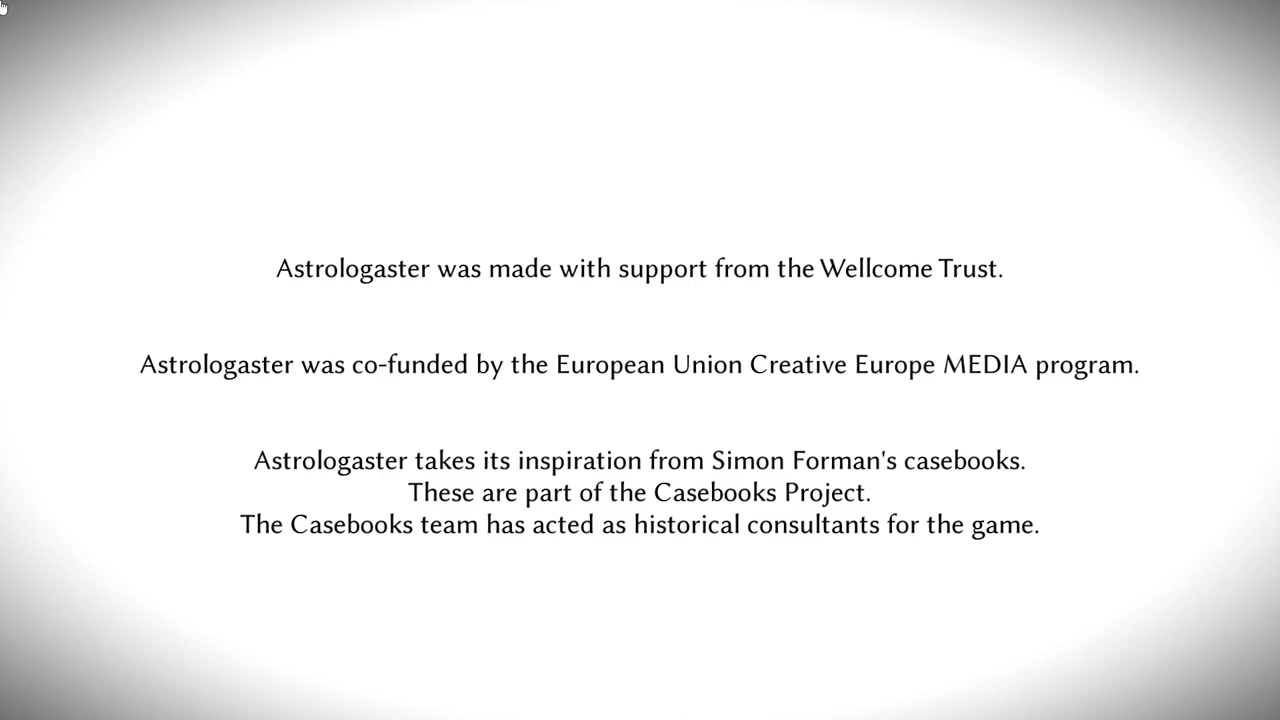 Astrologaster was made with support from the Wellcome Trust.
Astrologaster was co-funded by the European Union Creative Europe MEDIA program.
Astrologaster takes its inspiration from Simon Forman's casebooks.
These are part of the Casebooks Project.
The Casebooks team has acted as historical consultants for the game.